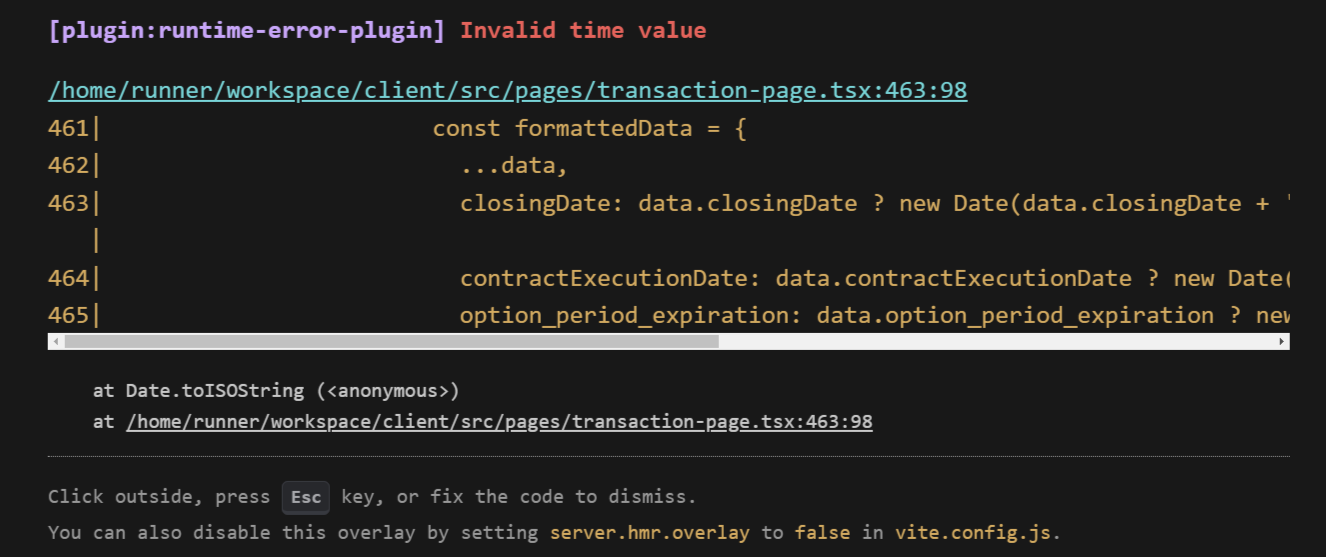 [plugin:runtime-error-plugin] Invalid time value
/home/runner/workspace/client/src/pages/transaction-page.tsx:463:98
461|                        const formattedData = {
462|                          ...data,
463|                          closingDate: data.closingDate ? new Date(data.closingDate + '
   |
464|                          contractExecutionDate: data.contractExecutionDate ? new Date(
465|                          option_period_expiration: data.option_period_expiration ? new
at Date.toISOString (<anonymous>)
at /home/runner/workspace/client/src/pages/transaction-page.tsx:463:98
Click outside, press Esc key, or fix the code to dismiss.
You can also disable this overlay by setting server.hmr.overlay to false in vite.config.js.